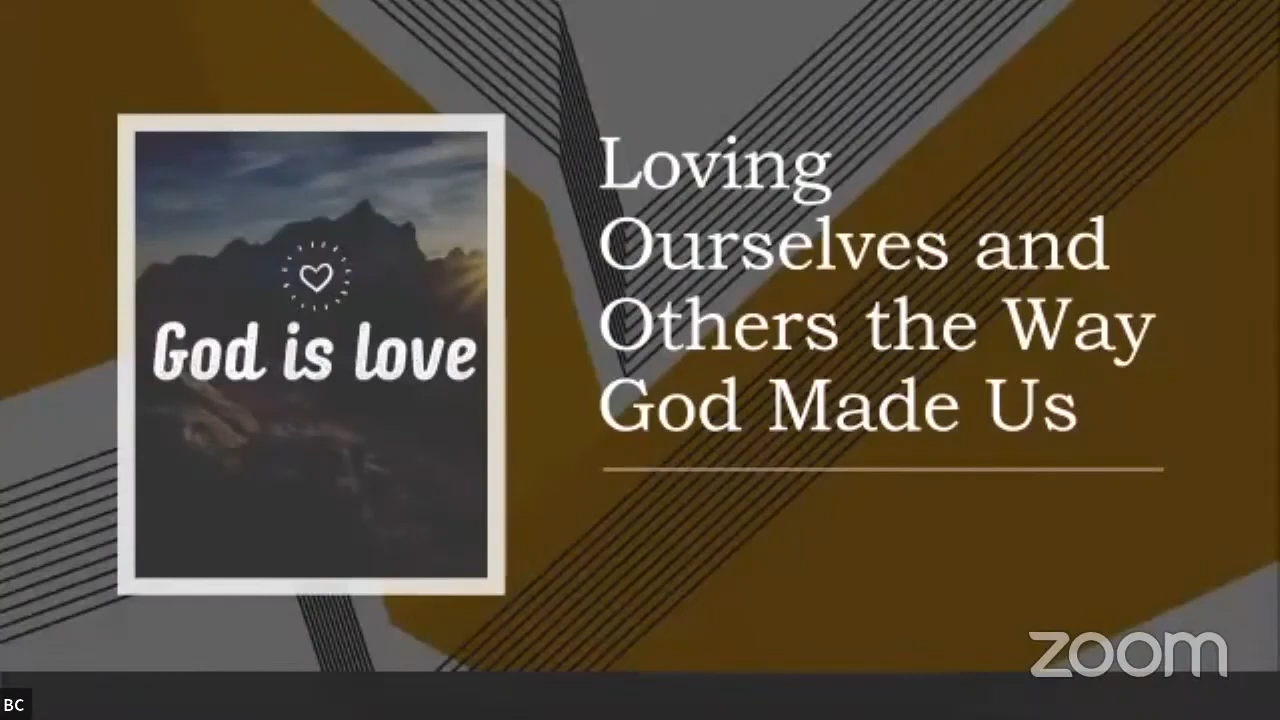 God is love
Loving
Ourselves and
Others the Way
God Made Us
zoom
BC